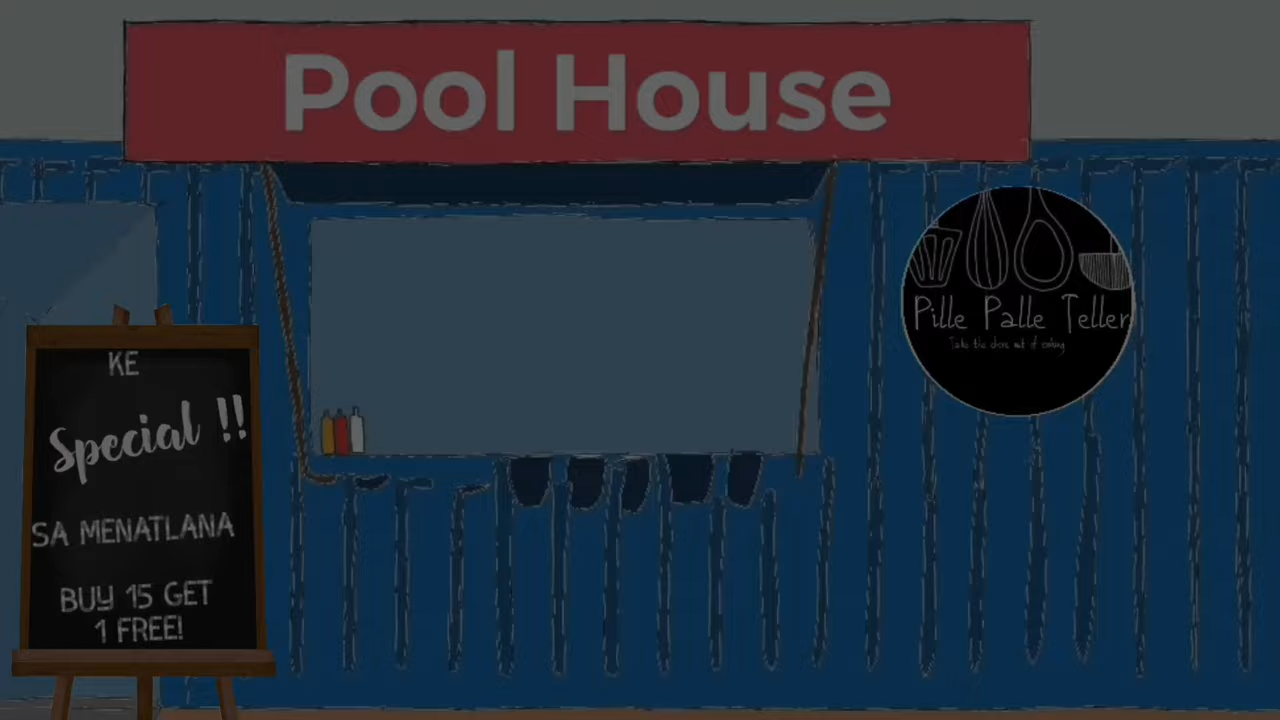 Pool House
Pille Palle Teller
KE
Special !!
SA MENATLANA
BUY 15 GET
1 FREE!